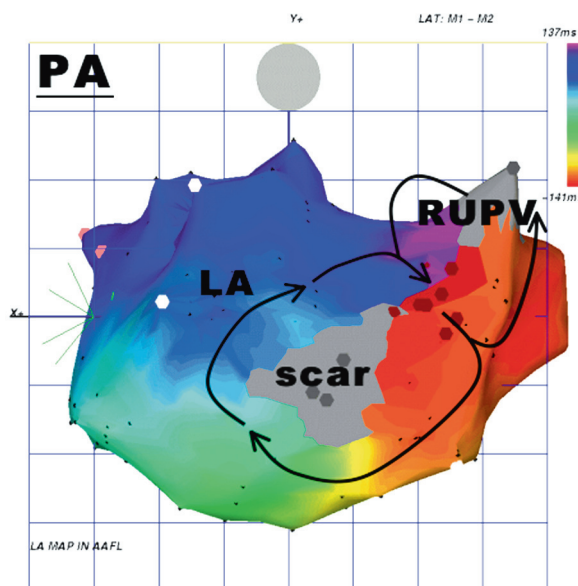 Y+
LAT: M1 - M2
137ms
PA
-141m
RUPV
LA
X+
scar
LA MAP IN AAFL